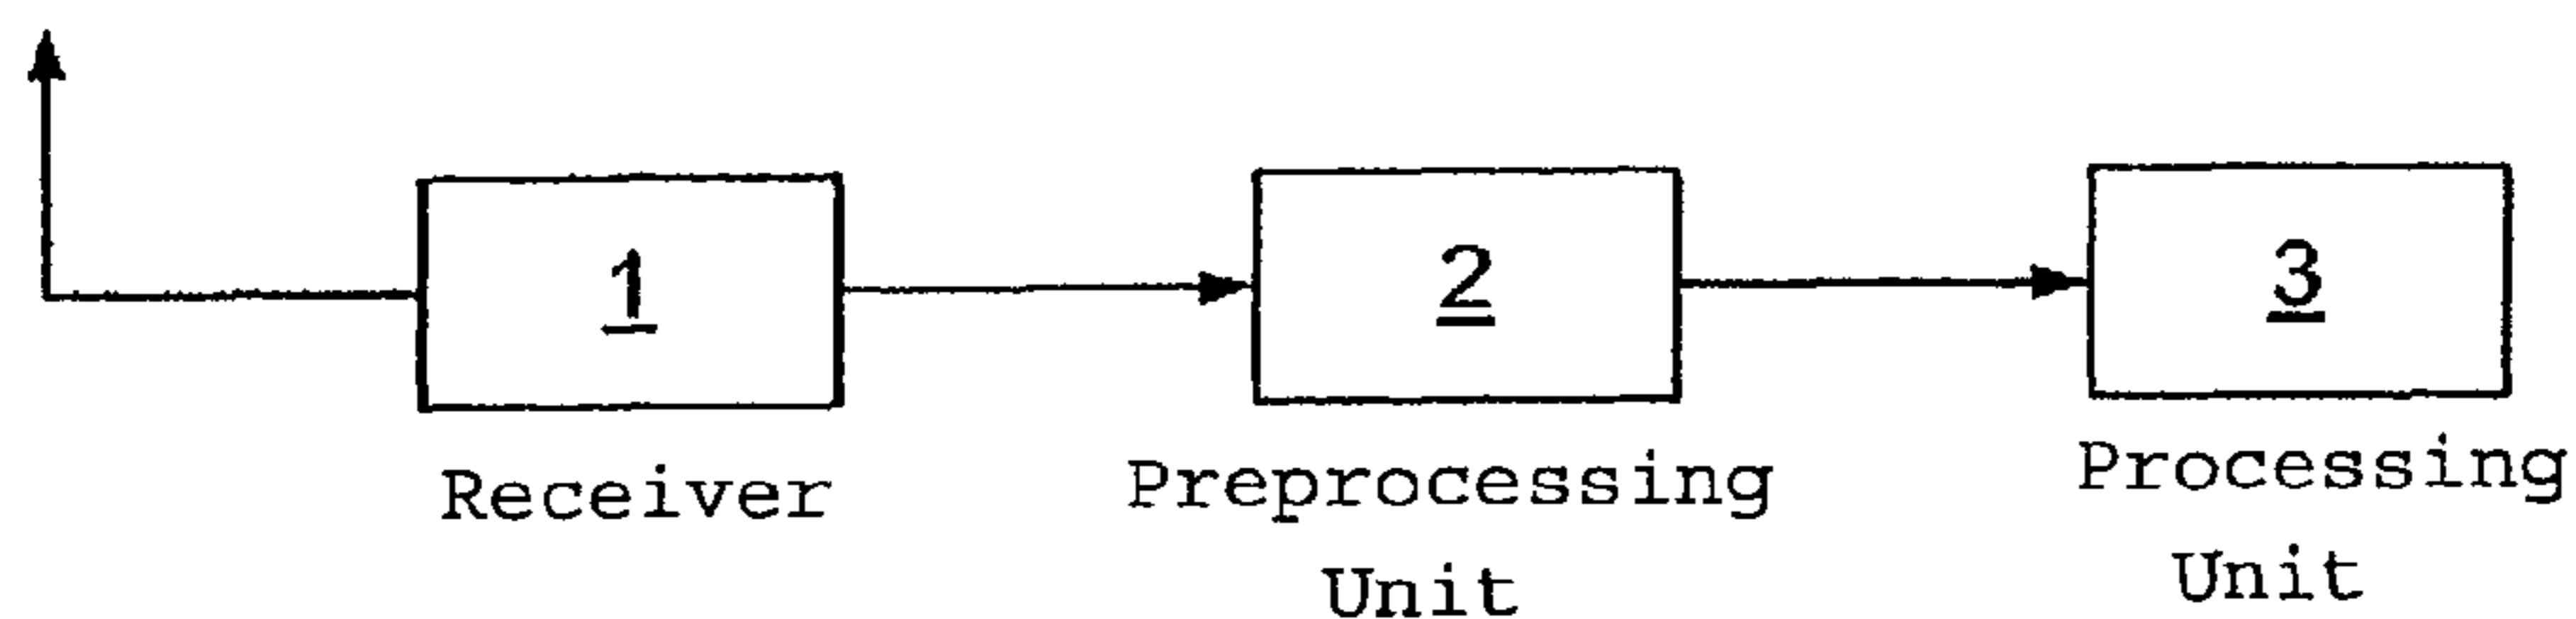 1
2
3
Receiver
Preprocessing
Unit
Processing
Unit